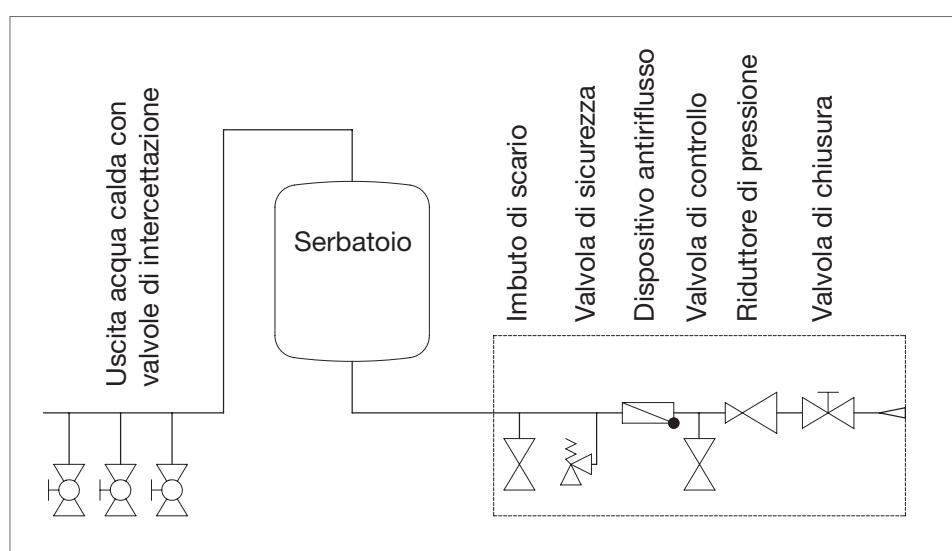 Uscita acqua calda con
valvole di intercettazione
Serbatoio
Imbuto di scario
Valvola di sicurezza
Dispositivo antiriflusso
Valvola di controllo
Riduttore di pressione
Valvola di chiusura